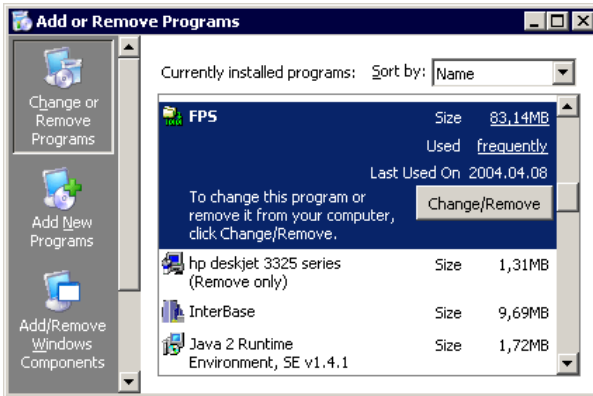 Add or Remove Programs
Change or
Remove
Programs
Add New
Programs
Add/Remove
Windows
Components
Currently installed programs: Sort by: Name
FPS Size 83,14MB
Used frequently
Last Used On 2004.04.08
To change this program or
remove it from your computer,
click Change/Remove.
Change/Remove
hp deskjet 3325 series Size 1,31MB
(Remove only)
InterBase Size 9,69MB
Java 2 Runtime Size 1,72MB
Environment, SE v1.4.1